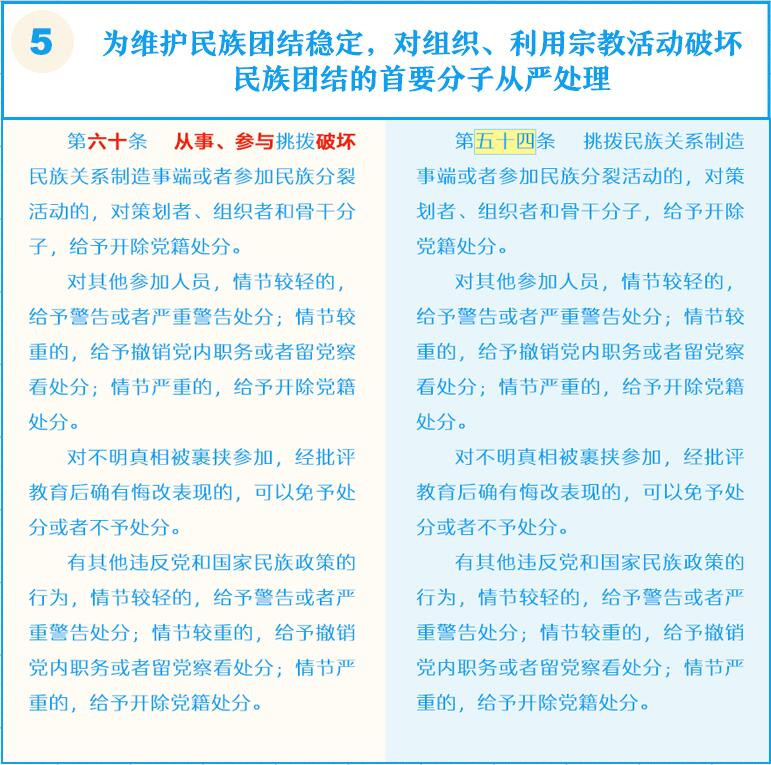 5
为维护民族团结稳定，对组织、利用宗教活动破坏
民族团结的首要分子从严处理
第六十条 从事、参与挑拨破坏
民族关系制造事端或者参加民族分裂
活动的，对策划者、组织者和骨干分
子，给予开除党籍处分。
对其他参加人员，情节较轻的，
给予警告或者严重警告处分；情节较
重的，给予撤销党内职务或者留党察
看处分；情节严重的，给予开除党籍
处分。
对不明真相被裹挟参加，经批评
教育后确有悔改表现的，可以免予处
分或者不予处分。
有其他违反党和国家民族政策的
行为，情节较轻的，给予警告或者严
重警告处分；情节较重的，给予撤销
党内职务或者留党察看处分；情节严
重的，给予开除党籍处分。
第五十四条 挑拨民族关系制造
事端或者参加民族分裂活动的，对策
划者、组织者和骨干分子，给予开除
党籍处分。
对其他参加人员，情节较轻的，
给予警告或者严重警告处分；情节较
重的，给予撤销党内职务或者留党察
看处分；情节严重的，给予开除党籍
处分。
对不明真相被裹挟参加，经批评
教育后确有悔改表现的，可以免予处
分或者不予处分。
有其他违反党和国家民族政策的
行为，情节较轻的，给予警告或者严
重警告处分；情节较重的，给予撤销
党内职务或者留党察看处分；情节严
重的，给予开除党籍处分。